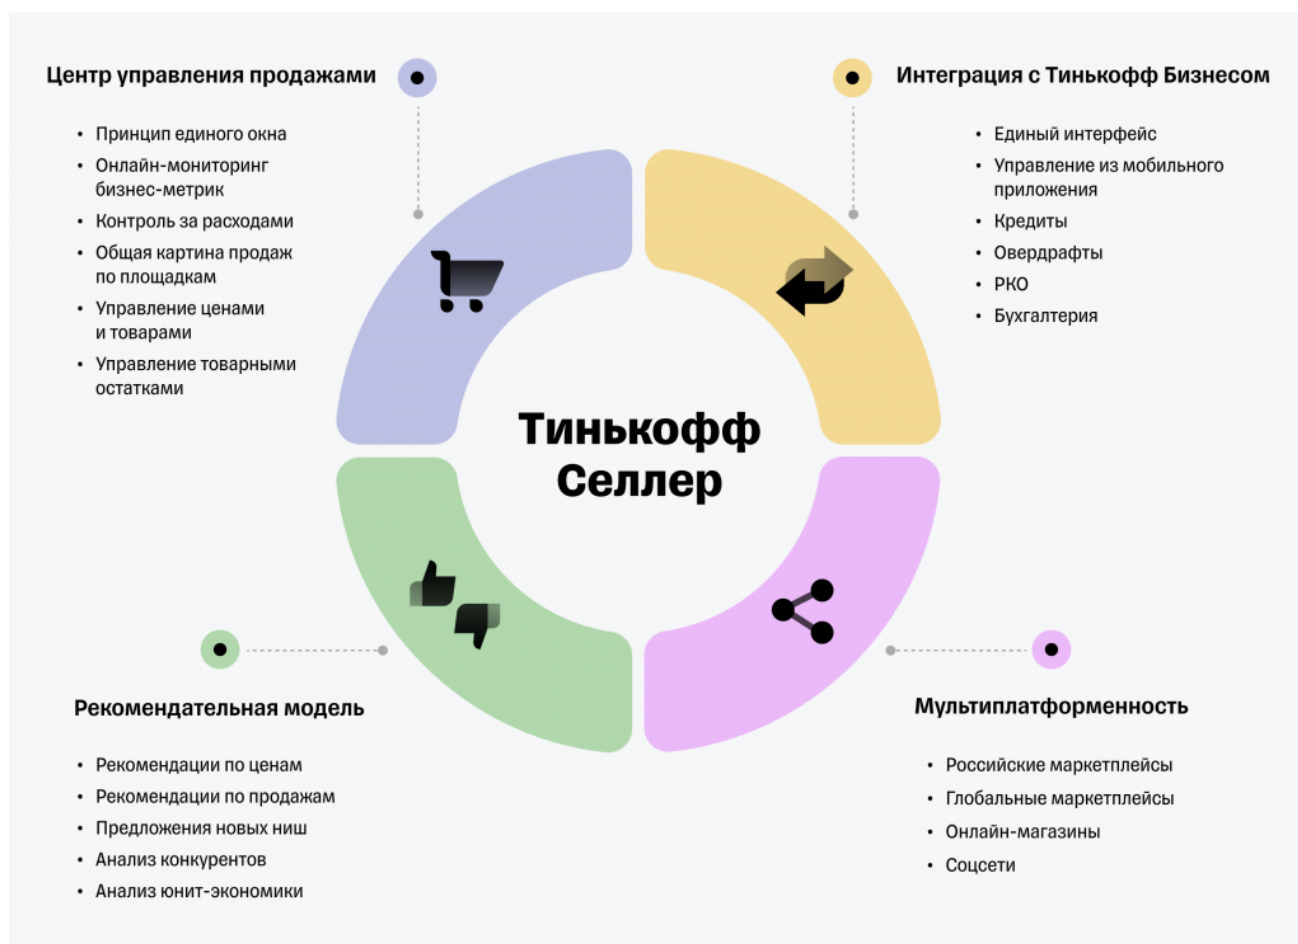 Центр управления продажами
• Принцип единого окна
• Онлайн-мониторинг
бизнес-метрик
• Контроль за расходами
• Общая картина продаж
по площадкам
• Управление ценами
и товарами
• Управление товарными
остатками
Интеграция с Тинькофф Бизнесом
• Единый интерфейс
• Управление из мобильного
приложения
• Кредиты
• Овердрафты
• РКО
• Бухгалтерия
Тинькофф
Селлер
Рекомендательная модель
• Рекомендации по ценам
• Рекомендации по продажам
• Предложения новых ниш
• Анализ конкурентов
• Анализ юнит-экономики
Мультиплатформенность
• Российские маркетплейсы
• Глобальные маркетплейсы
• Онлайн-магазины
• Соцсети